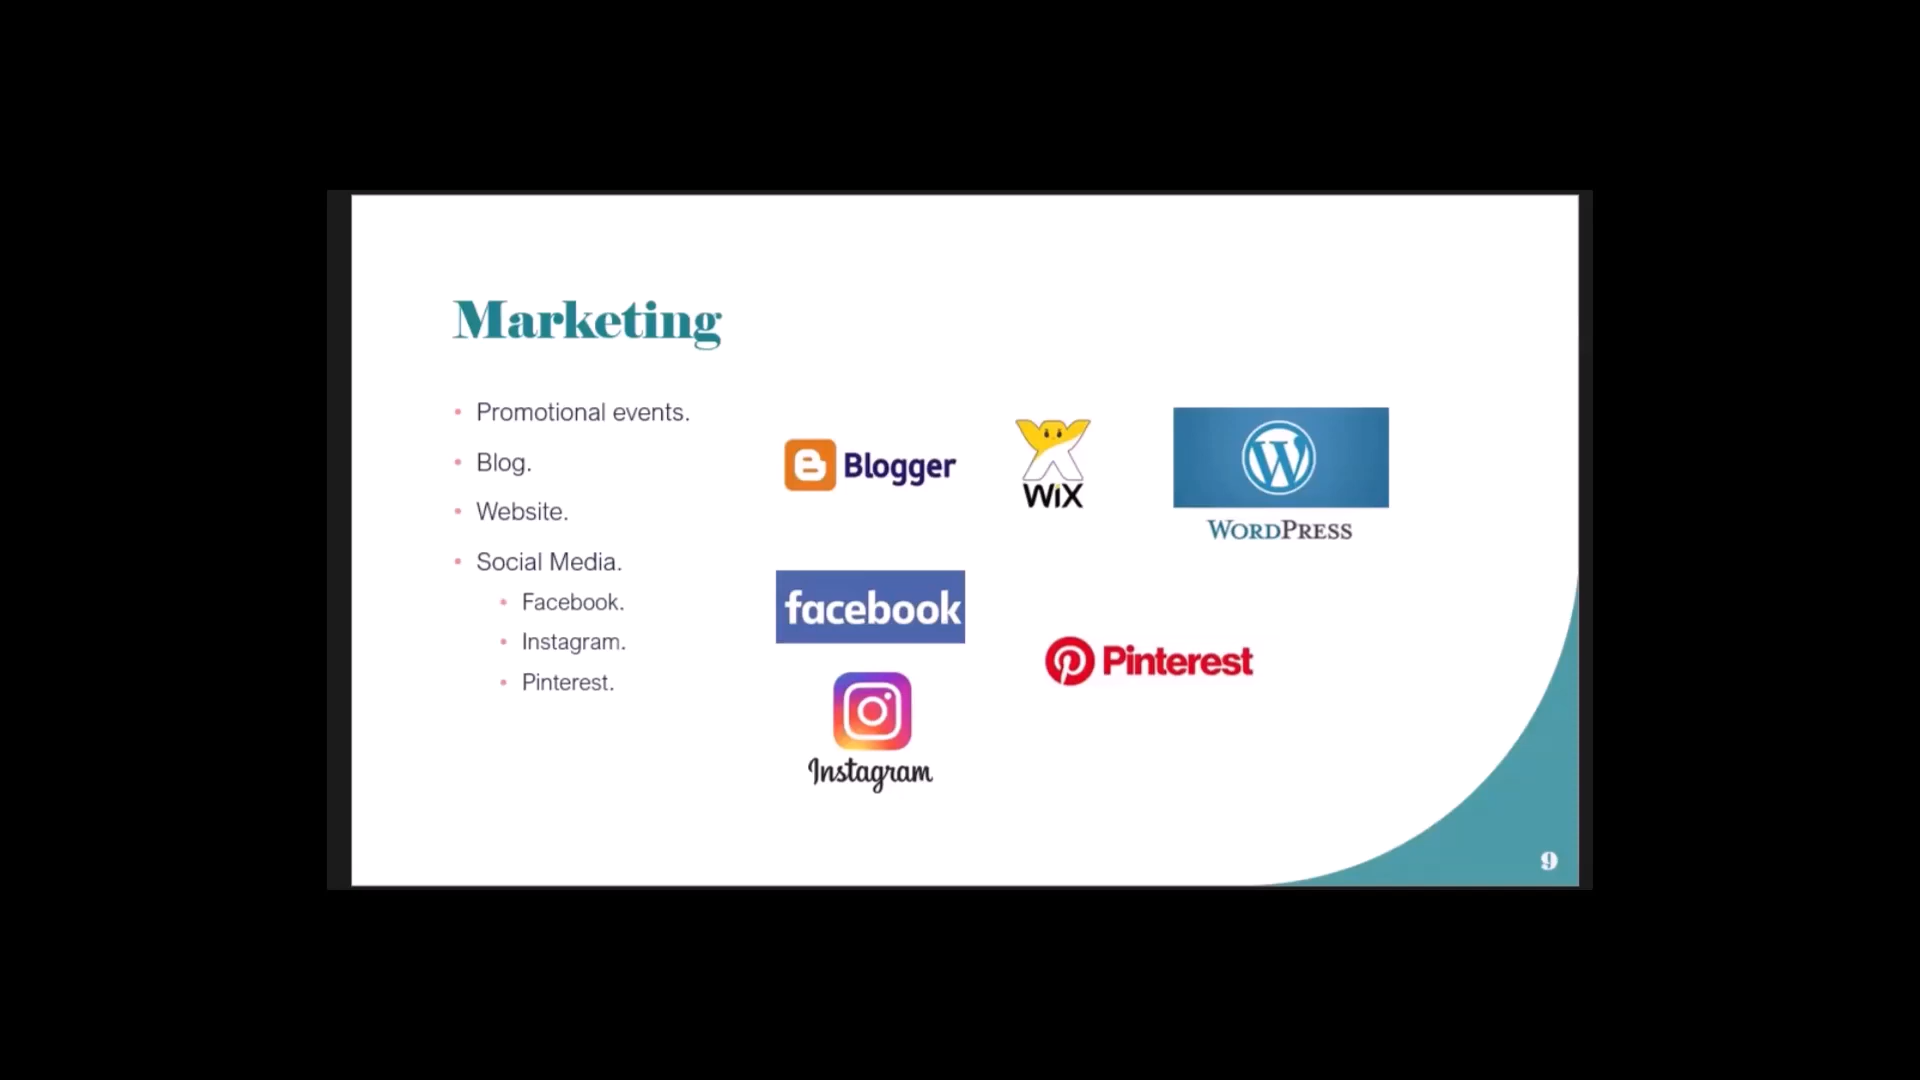 Marketing
Promotional events.
Blog.
Website.
Social Media.
Facebook.
Instagram.
Pinterest.
Blogger
WiX
WORDPRESS
facebook
Pinterest
Instagram
9